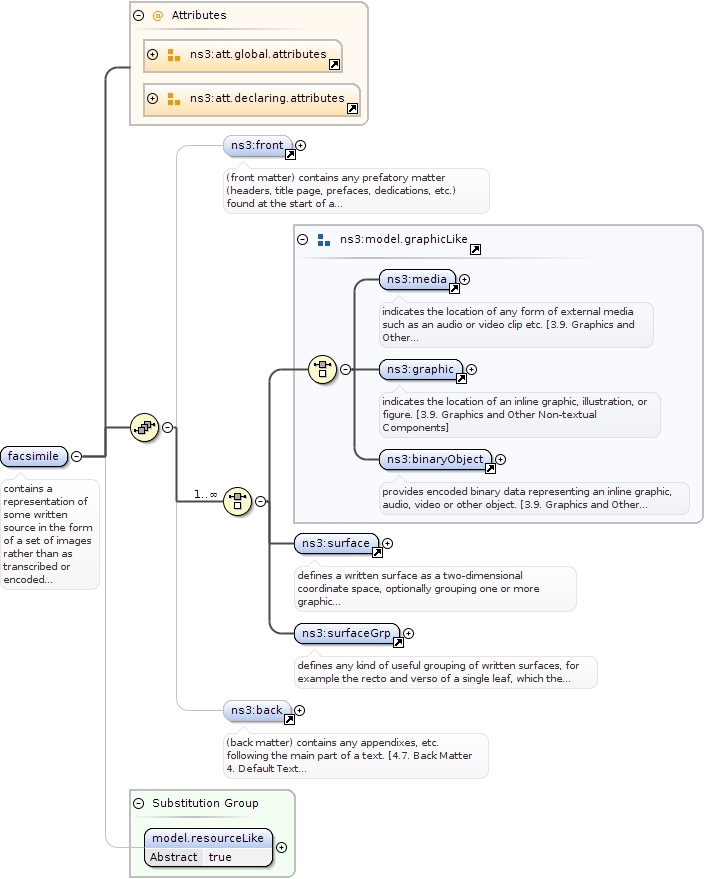 Attributes
ns3:att.global.attributes
ns3:att.declaring.attributes
ns3:front
(front matter) contains any prefatory matter
(headers, title page, prefaces, dedications, etc.)
found at the start of a...
ns3:model.graphicLike
ns3:media
indicates the location of any form of external media
such as an audio or video clip etc. [3.9. Graphics and
Other...
ns3:graphic
indicates the location of an inline graphic, illustration, or
figure. [3.9. Graphics and Other Non-textual
Components]
ns3:binaryObject
provides encoded binary data representing an inline graphic,
audio, video or other object. [3.9. Graphics and Other...
facsimile
contains a
representation of
some written
source in the form
of a set of images
rather than as
transcribed or
encoded...
1..∞
ns3:surface
defines a written surface as a two-dimensional
coordinate space, optionally grouping one or more
graphic...
ns3:surfaceGrp
defines any kind of useful grouping of written surfaces, for
example the recto and verso of a single leaf, which the...
ns3:back
(back matter) contains any appendixes, etc.
following the main part of a text. [4.7. Back Matter
4. Default Text...
Substitution Group
model.resourceLike
Abstract true